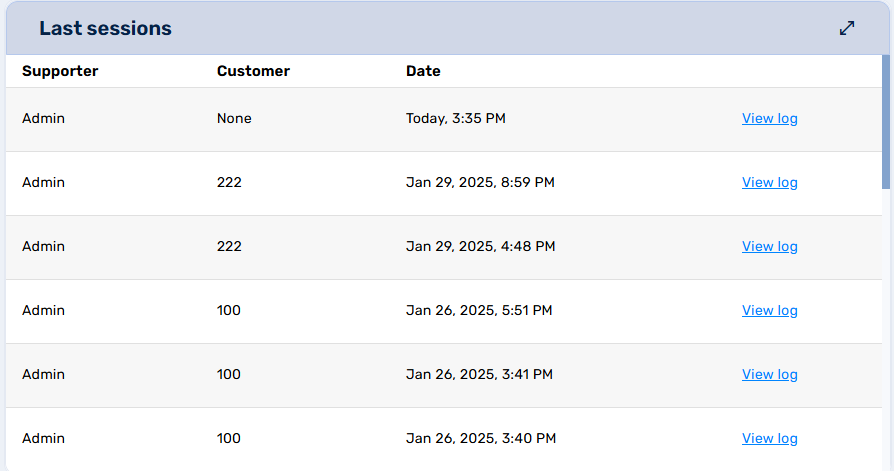 Last sessions
Supporter Customer Date
Admin None Today, 3:35 PM View log
Admin 222 Jan 29, 2025, 8:59 PM View log
Admin 222 Jan 29, 2025, 4:48 PM View log
Admin 100 Jan 26, 2025, 5:51 PM View log
Admin 100 Jan 26, 2025, 3:41 PM View log
Admin 100 Jan 26, 2025, 3:40 PM View log